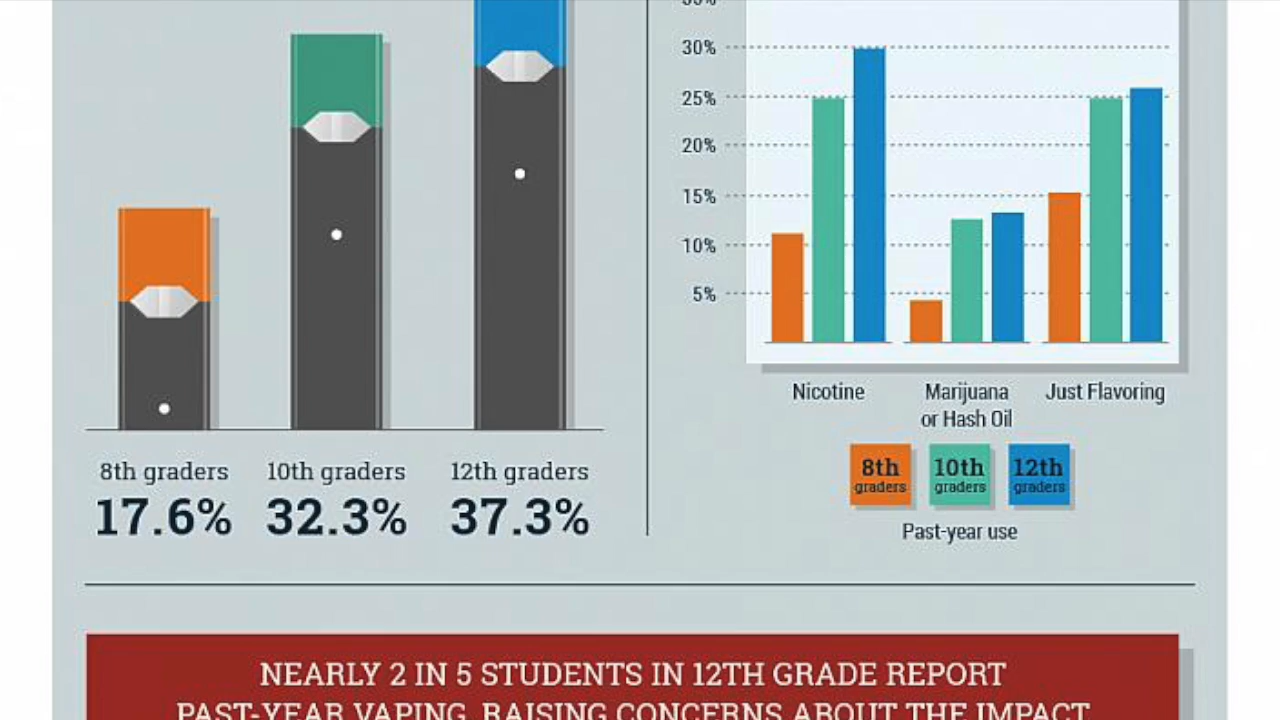 8th graders
17.6%
10th graders
32.3%
12th graders
37.3%
30%
25%
20%
15%
10%
5%
Nicotine
Marijuana
or Hash Oil
Just Flavoring
8th
graders
10th
graders
12th
graders
Past-year use
NEARLY 2 IN 5 STUDENTS IN 12TH GRADE REPORT
PAST-YEAR VAPING, RAISING CONCERNS ABOUT THE IMPACT